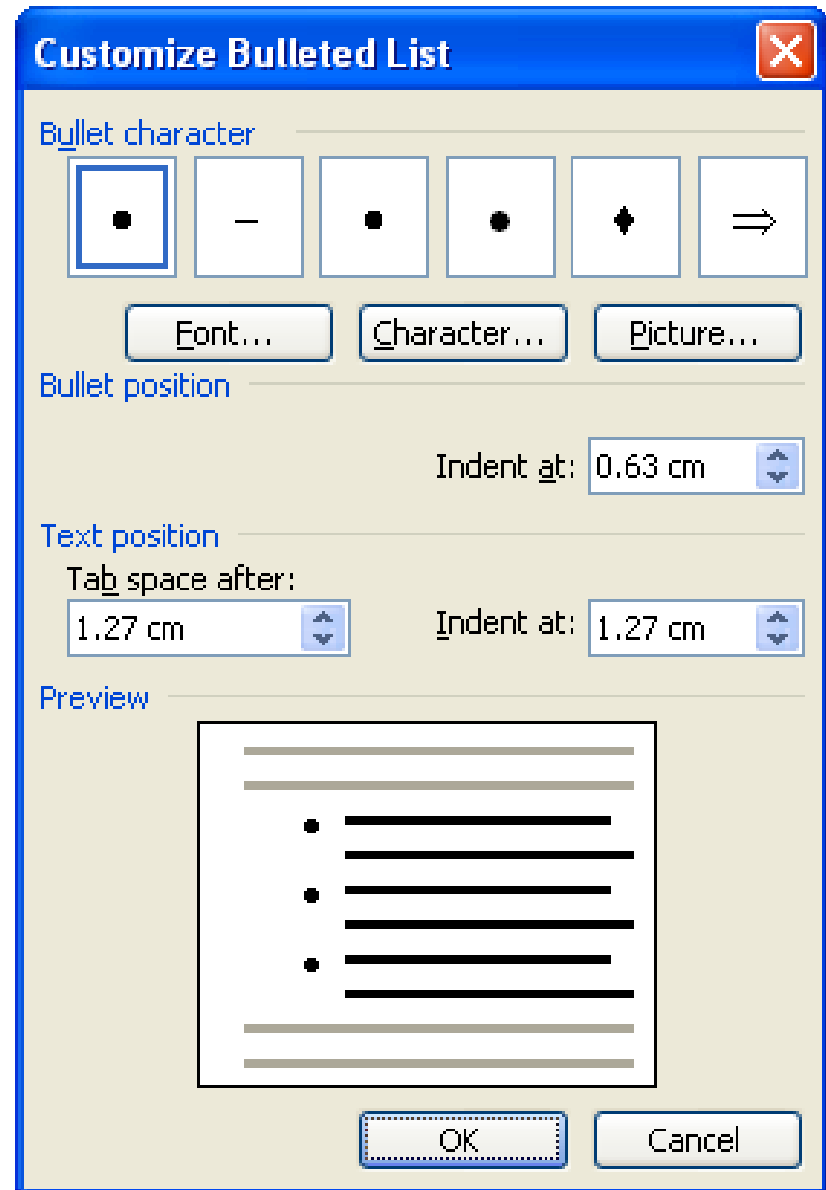 Customize Bulleted List
Bullet character
Font...
Character...
Picture...
Bullet position
Indent at: 0.63 cm
Text position
Tab space after:
1.27 cm
Indent at: 1.27 cm
Preview
OK
Cancel